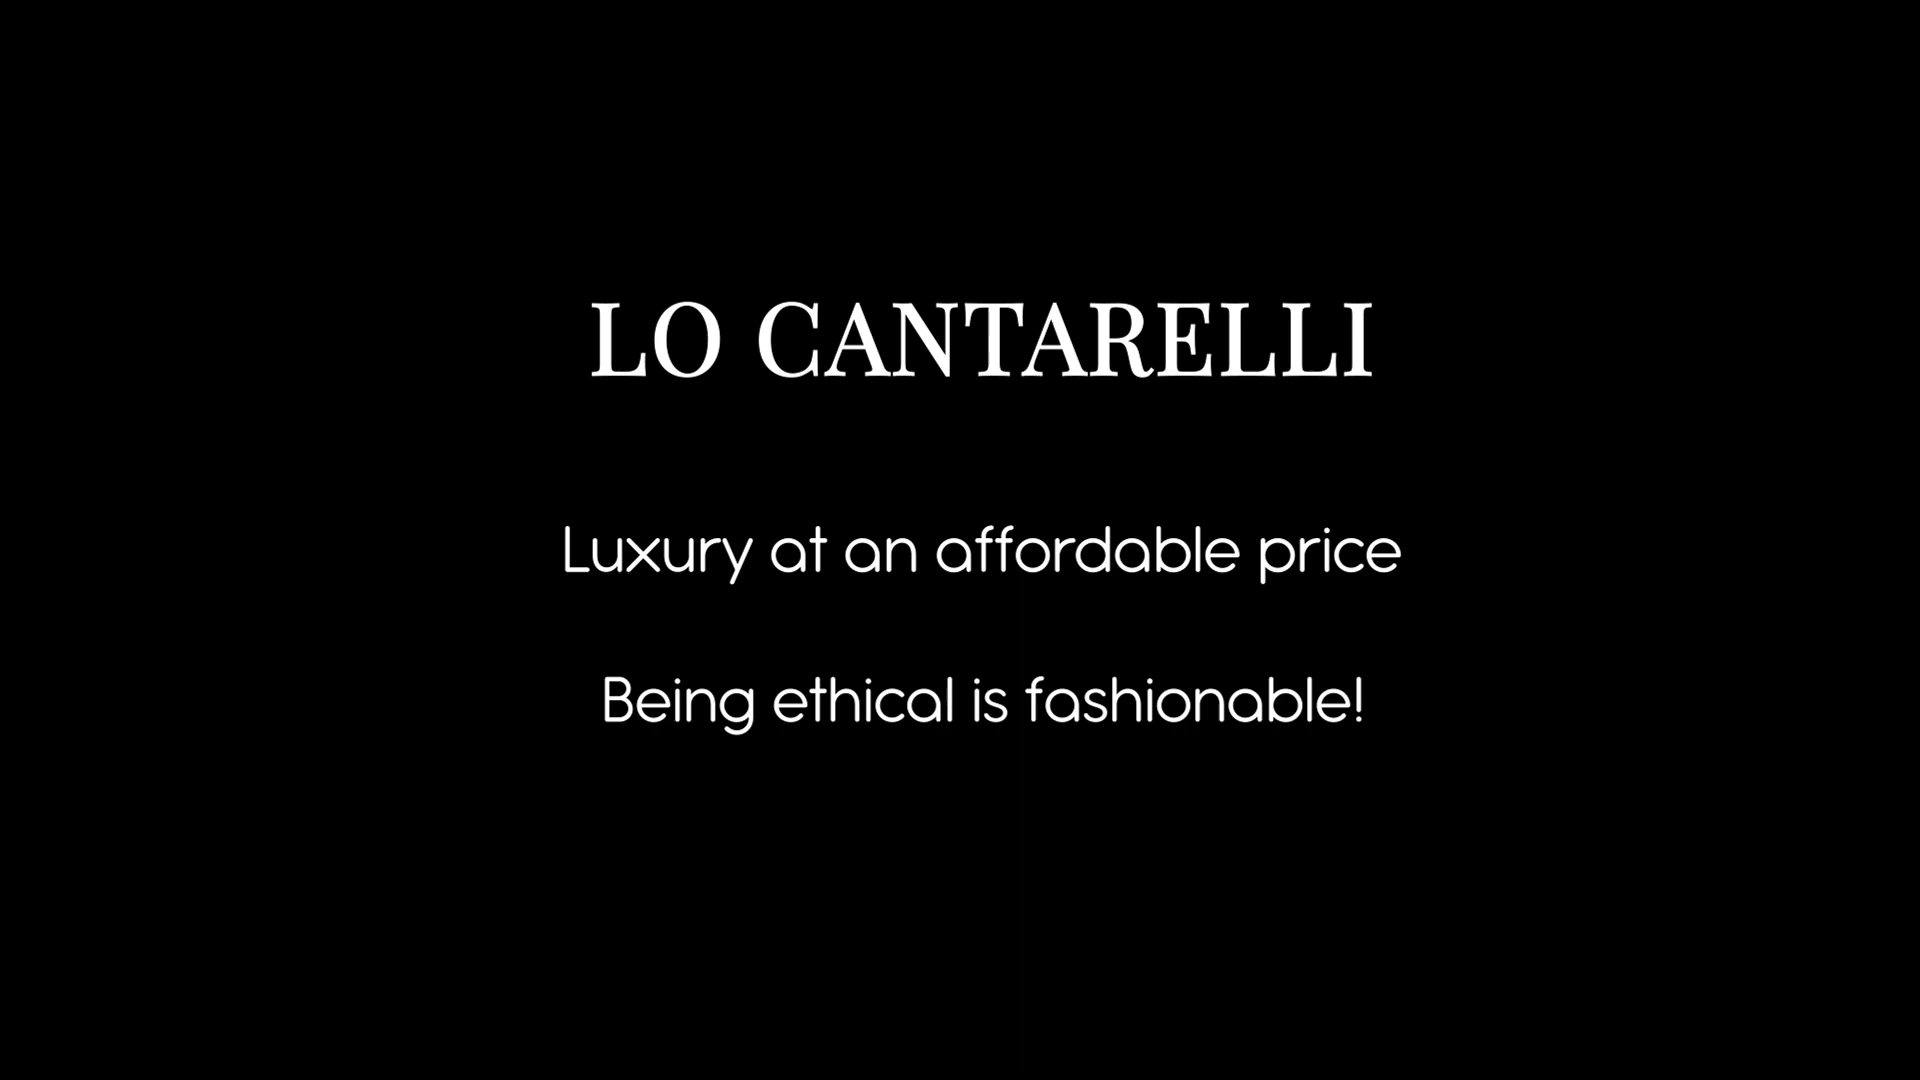 LO CANTARELLI
Luxury at an affordable price
Being ethical is fashionable!